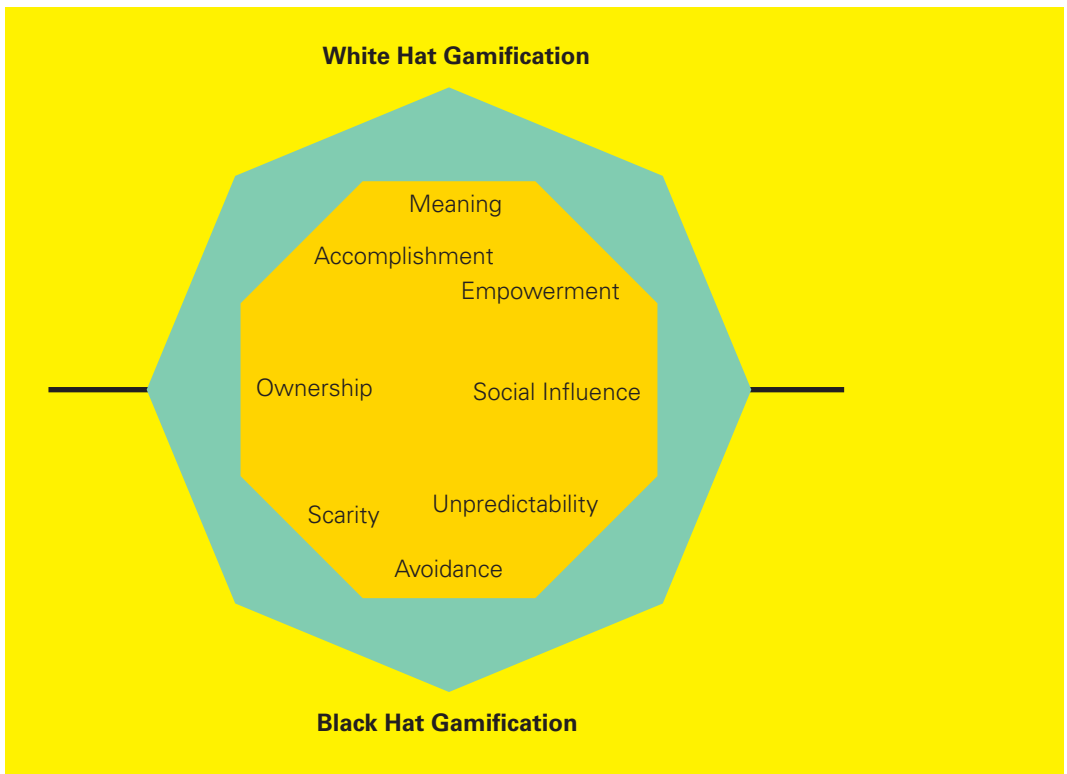 White Hat Gamification
Meaning
Accomplishment
Empowerment
Ownership
Social Influence
Unpredictability
Scarity
Avoidance
Black Hat Gamification